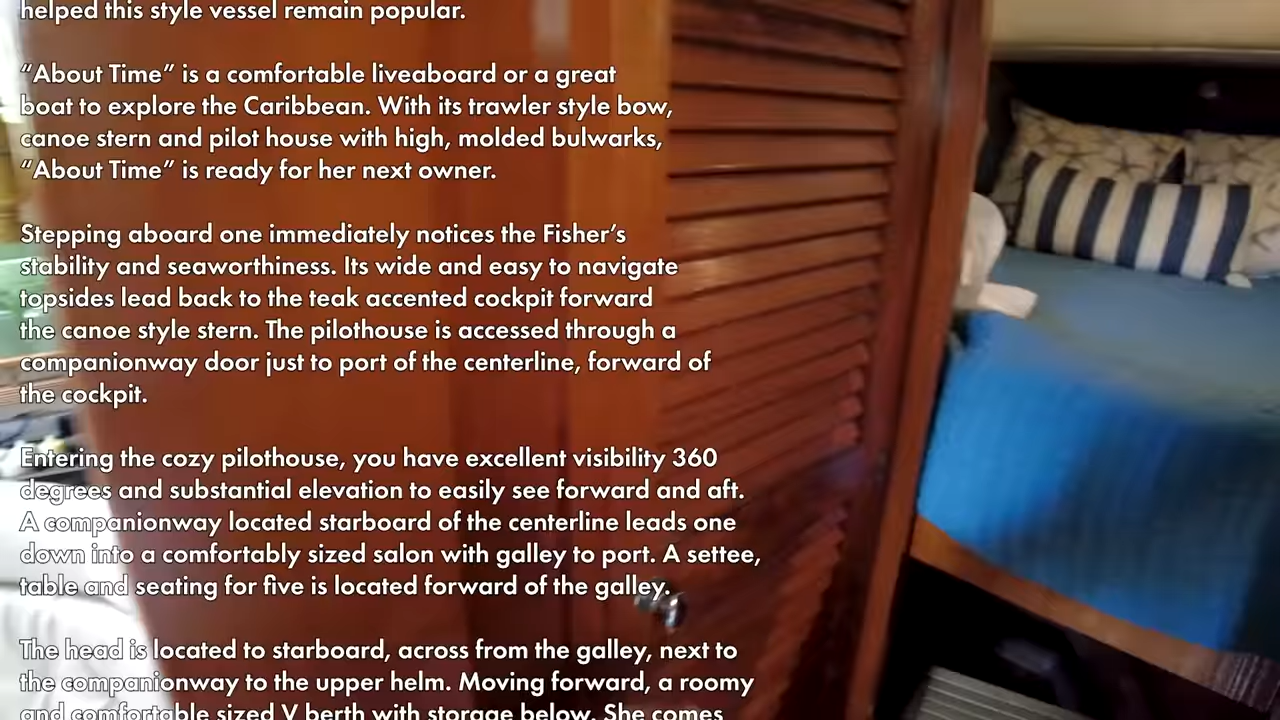 helped this style vessel remain popular.
“About Time” is a comfortable liveaboard or a great
boat to explore the Caribbean. With its trawler style bow,
canoe stern and pilot house with high, molded bulwarks,
“About Time” is ready for her next owner.
Stepping aboard one immediately notices the Fisher’s
stability and seaworthiness. Its wide and easy to navigate
topsides lead back to the teak accented cockpit forward
the canoe style stern. The pilothouse is accessed through a
companionway door just to port of the centerline, forward of
the cockpit.
Entering the cozy pilothouse, you have excellent visibility 360
degrees and substantial elevation to easily see forward and aft.
A companionway located starboard of the centerline leads one
down into a comfortably sized salon with galley to port. A settee,
table and seating for five is located forward of the galley.
The head is located to starboard, across from the galley, next to
the companionway to the upper helm. Moving forward, a roomy
and comfortable sized V berth with storage below. She comes